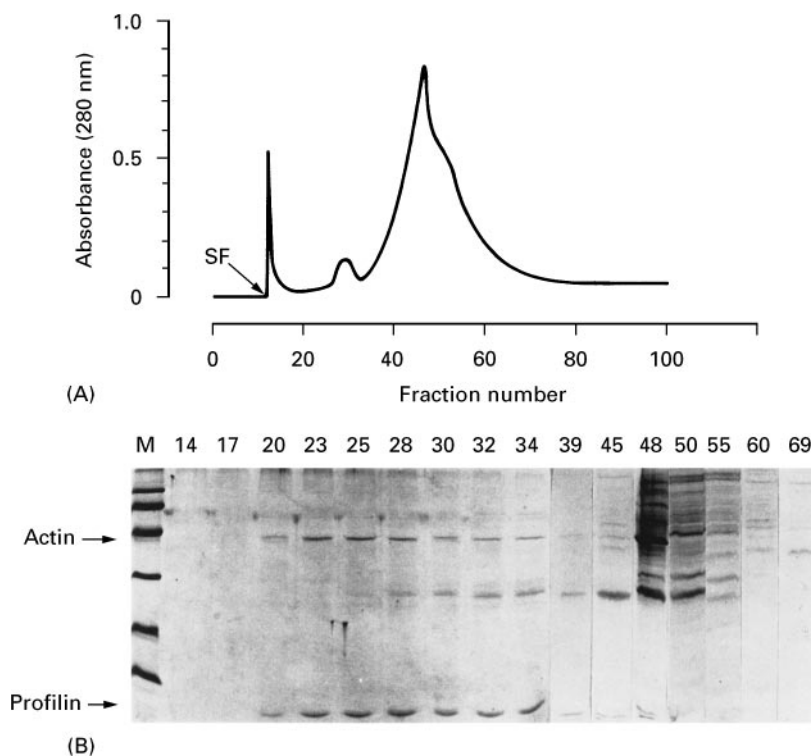 1.0
Absorbance (280 nm)
0.5
SF
0
0 20 40 60 80 100
(A)
Fraction number
M 14 17 20 23 25 28 30 32 34 39 45 48 50 55 60 69
Actin
Profilin
(B)